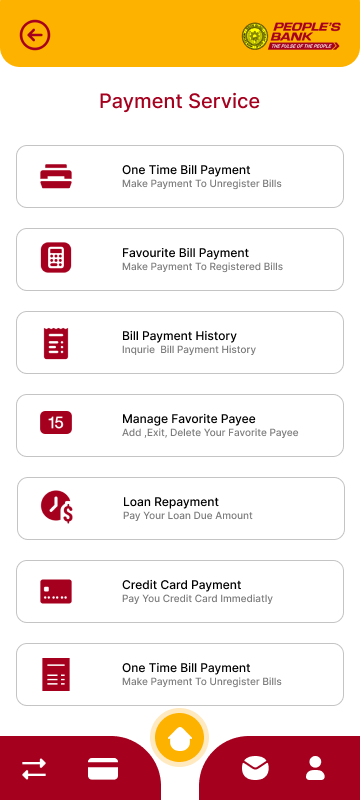 PEOPLE'S
BANK
THE PULSE OF THE PEOPLE
Payment Service
One Time Bill Payment
Make Payment To Unregister Bills
Favourite Bill Payment
Make Payment To Registered Bills
Bill Payment History
Inqurie Bill Payment History
15
Manage Favorite Payee
Add ,Exit, Delete Your Favorite Payee
Loan Repayment
Pay Your Loan Due Amount
Credit Card Payment
Pay You Credit Card Immediatly
One Time Bill Payment
Make Payment To Unregister Bills